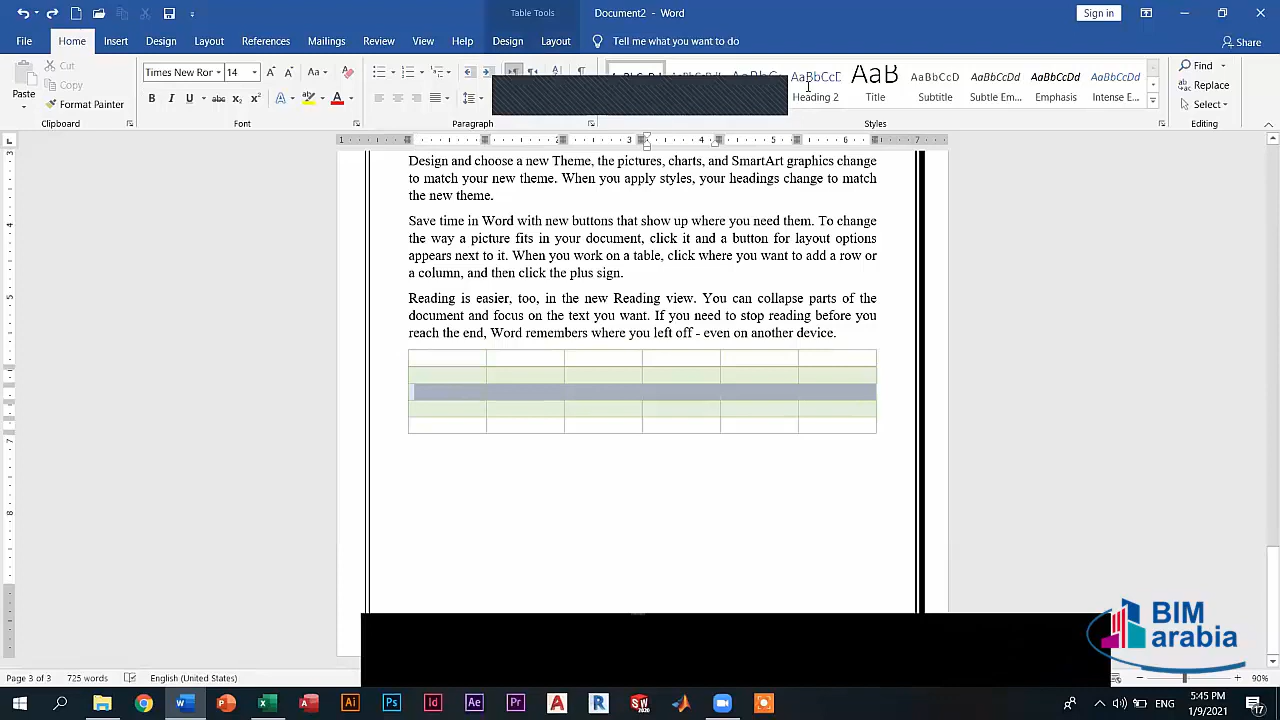 Table Tools
Document2 - Word
Sign in
File Home Insert Design Layout References Mailings Review View Help Design Layout Tell me what you want to do Share
Paste
Cut
Copy
Format Painter
Clipboard
Times New Ror 14
Font
Paragraph
AaBbCcD
Heading 2
AaB
Title
AaBbCcD
Subtitle
AaBbCcDd
Subtle Em...
AaBbCcDd
Emphasis
AaBbCcDd
Intense E...
Styles
Find
Replace
Select
Editing
1 2 3 4 5 6 7
Design and choose a new Theme, the pictures, charts, and SmartArt graphics change
to match your new theme. When you apply styles, your headings change to match
the new theme.
Save time in Word with new buttons that show up where you need them. To change
the way a picture fits in your document, click it and a button for layout options
appears next to it. When you work on a table, click where you want to add a row or
a column, and then click the plus sign.
Reading is easier, too, in the new Reading view. You can collapse parts of the
document and focus on the text you want. If you need to stop reading before you
reach the end, Word remembers where you left off - even on another device.
BIM
arabia
Page 3 of 3 725 words English (United States) 90%
ENG
5:45 PM
1/9/2021